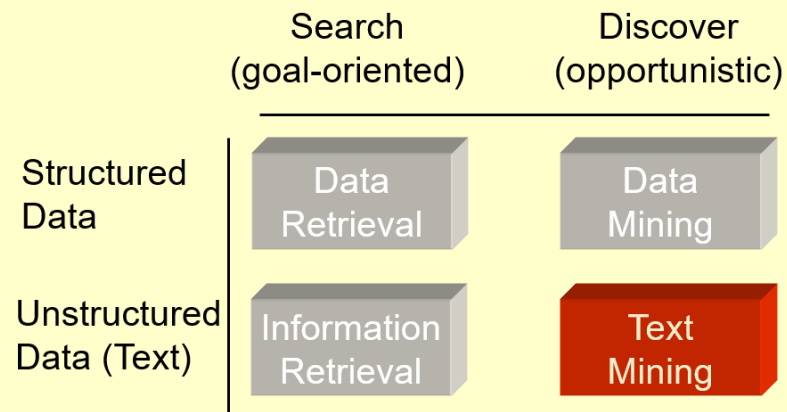 Search
(goal-oriented)
Discover
(opportunistic)
Structured
Data
Data
Retrieval
Data
Mining
Unstructured
Data (Text)
Information
Retrieval
Text
Mining